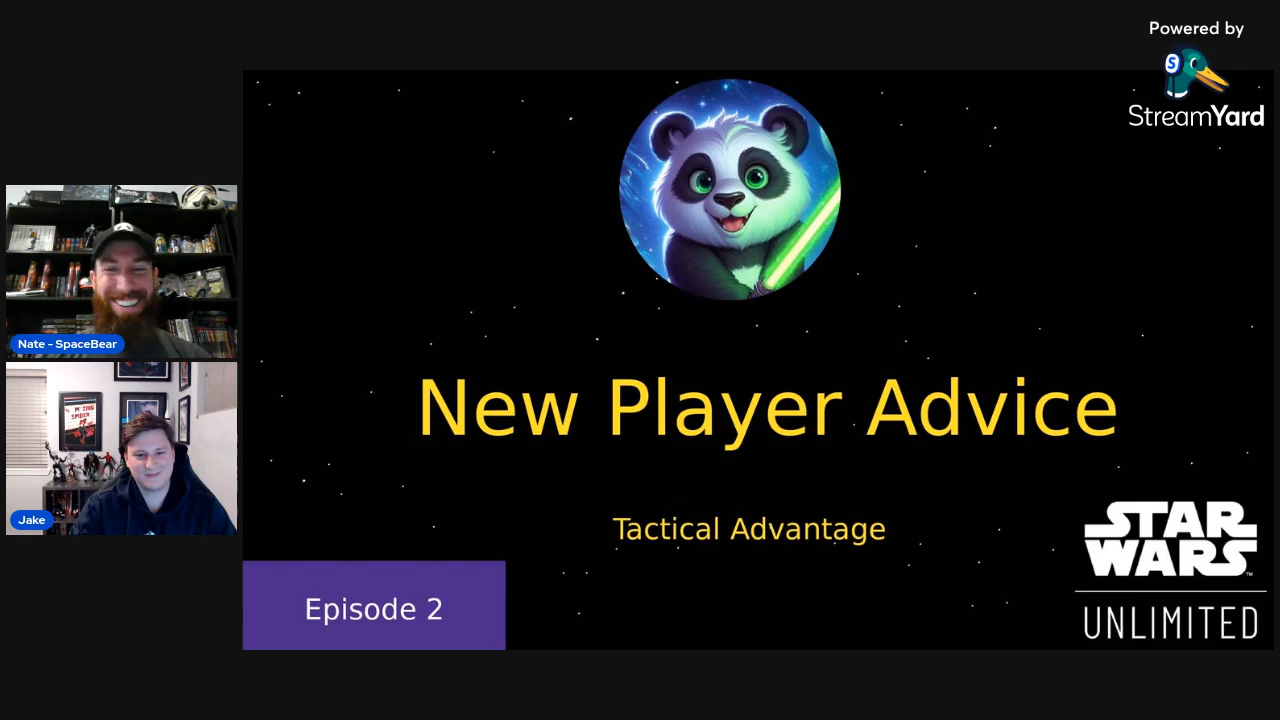 Powered by
StreamYard
New Player Advice
Tactical Advantage
Episode 2
STAR
WARS
UNLIMITED
Nate - SpaceBear
Jake